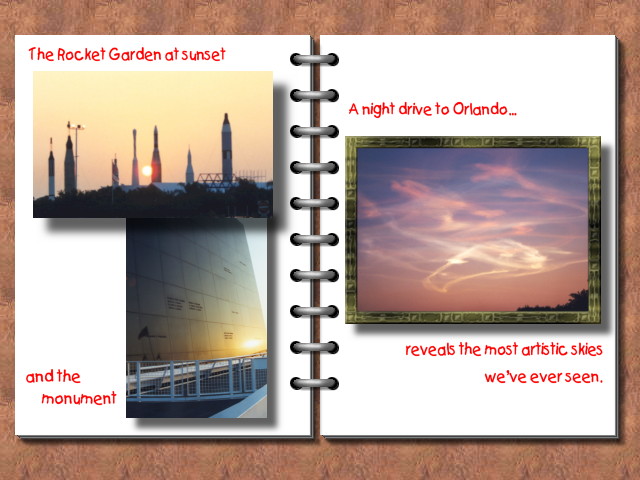 The Rocket Garden at sunset
and the
monument
A night drive to Orlando...
reveals the most artistic skies
we've ever seen.